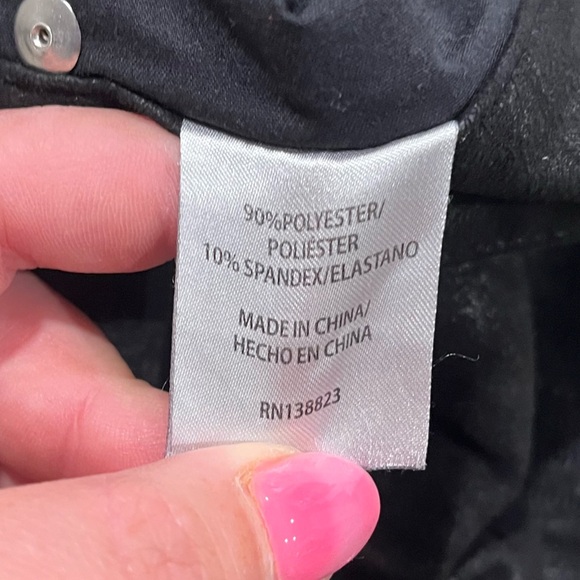 90%POLYESTER/
POLIÉSTER
10% SPANDEX/ELASTANO
MADE IN CHINA/
HECHO EN CHINA
RN138823